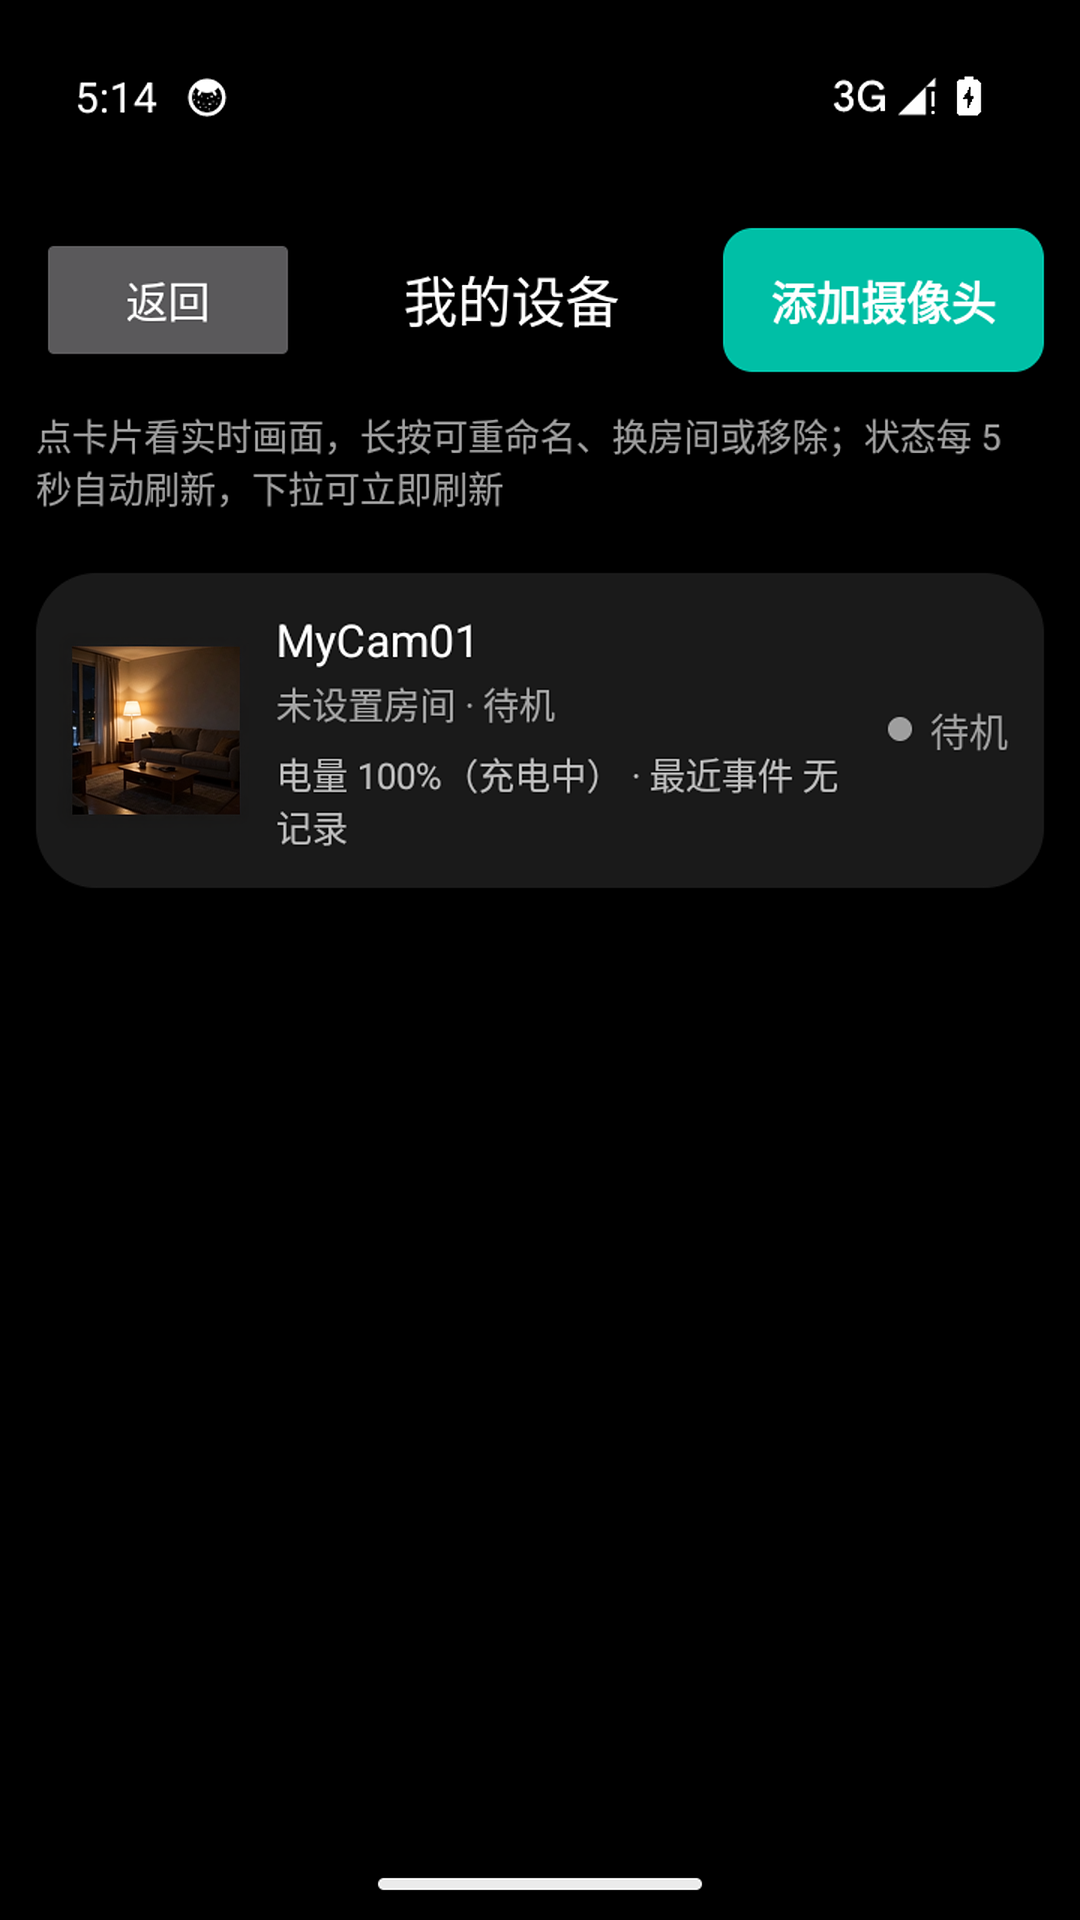 5:14
3G
返回
我的设备
添加摄像头
点卡片看实时画面，长按可重命名、换房间或移除；状态每 5
秒自动刷新，下拉可立即刷新
MyCam01
未设置房间 · 待机
待机
电量 100%（充电中） · 最近事件 无
记录